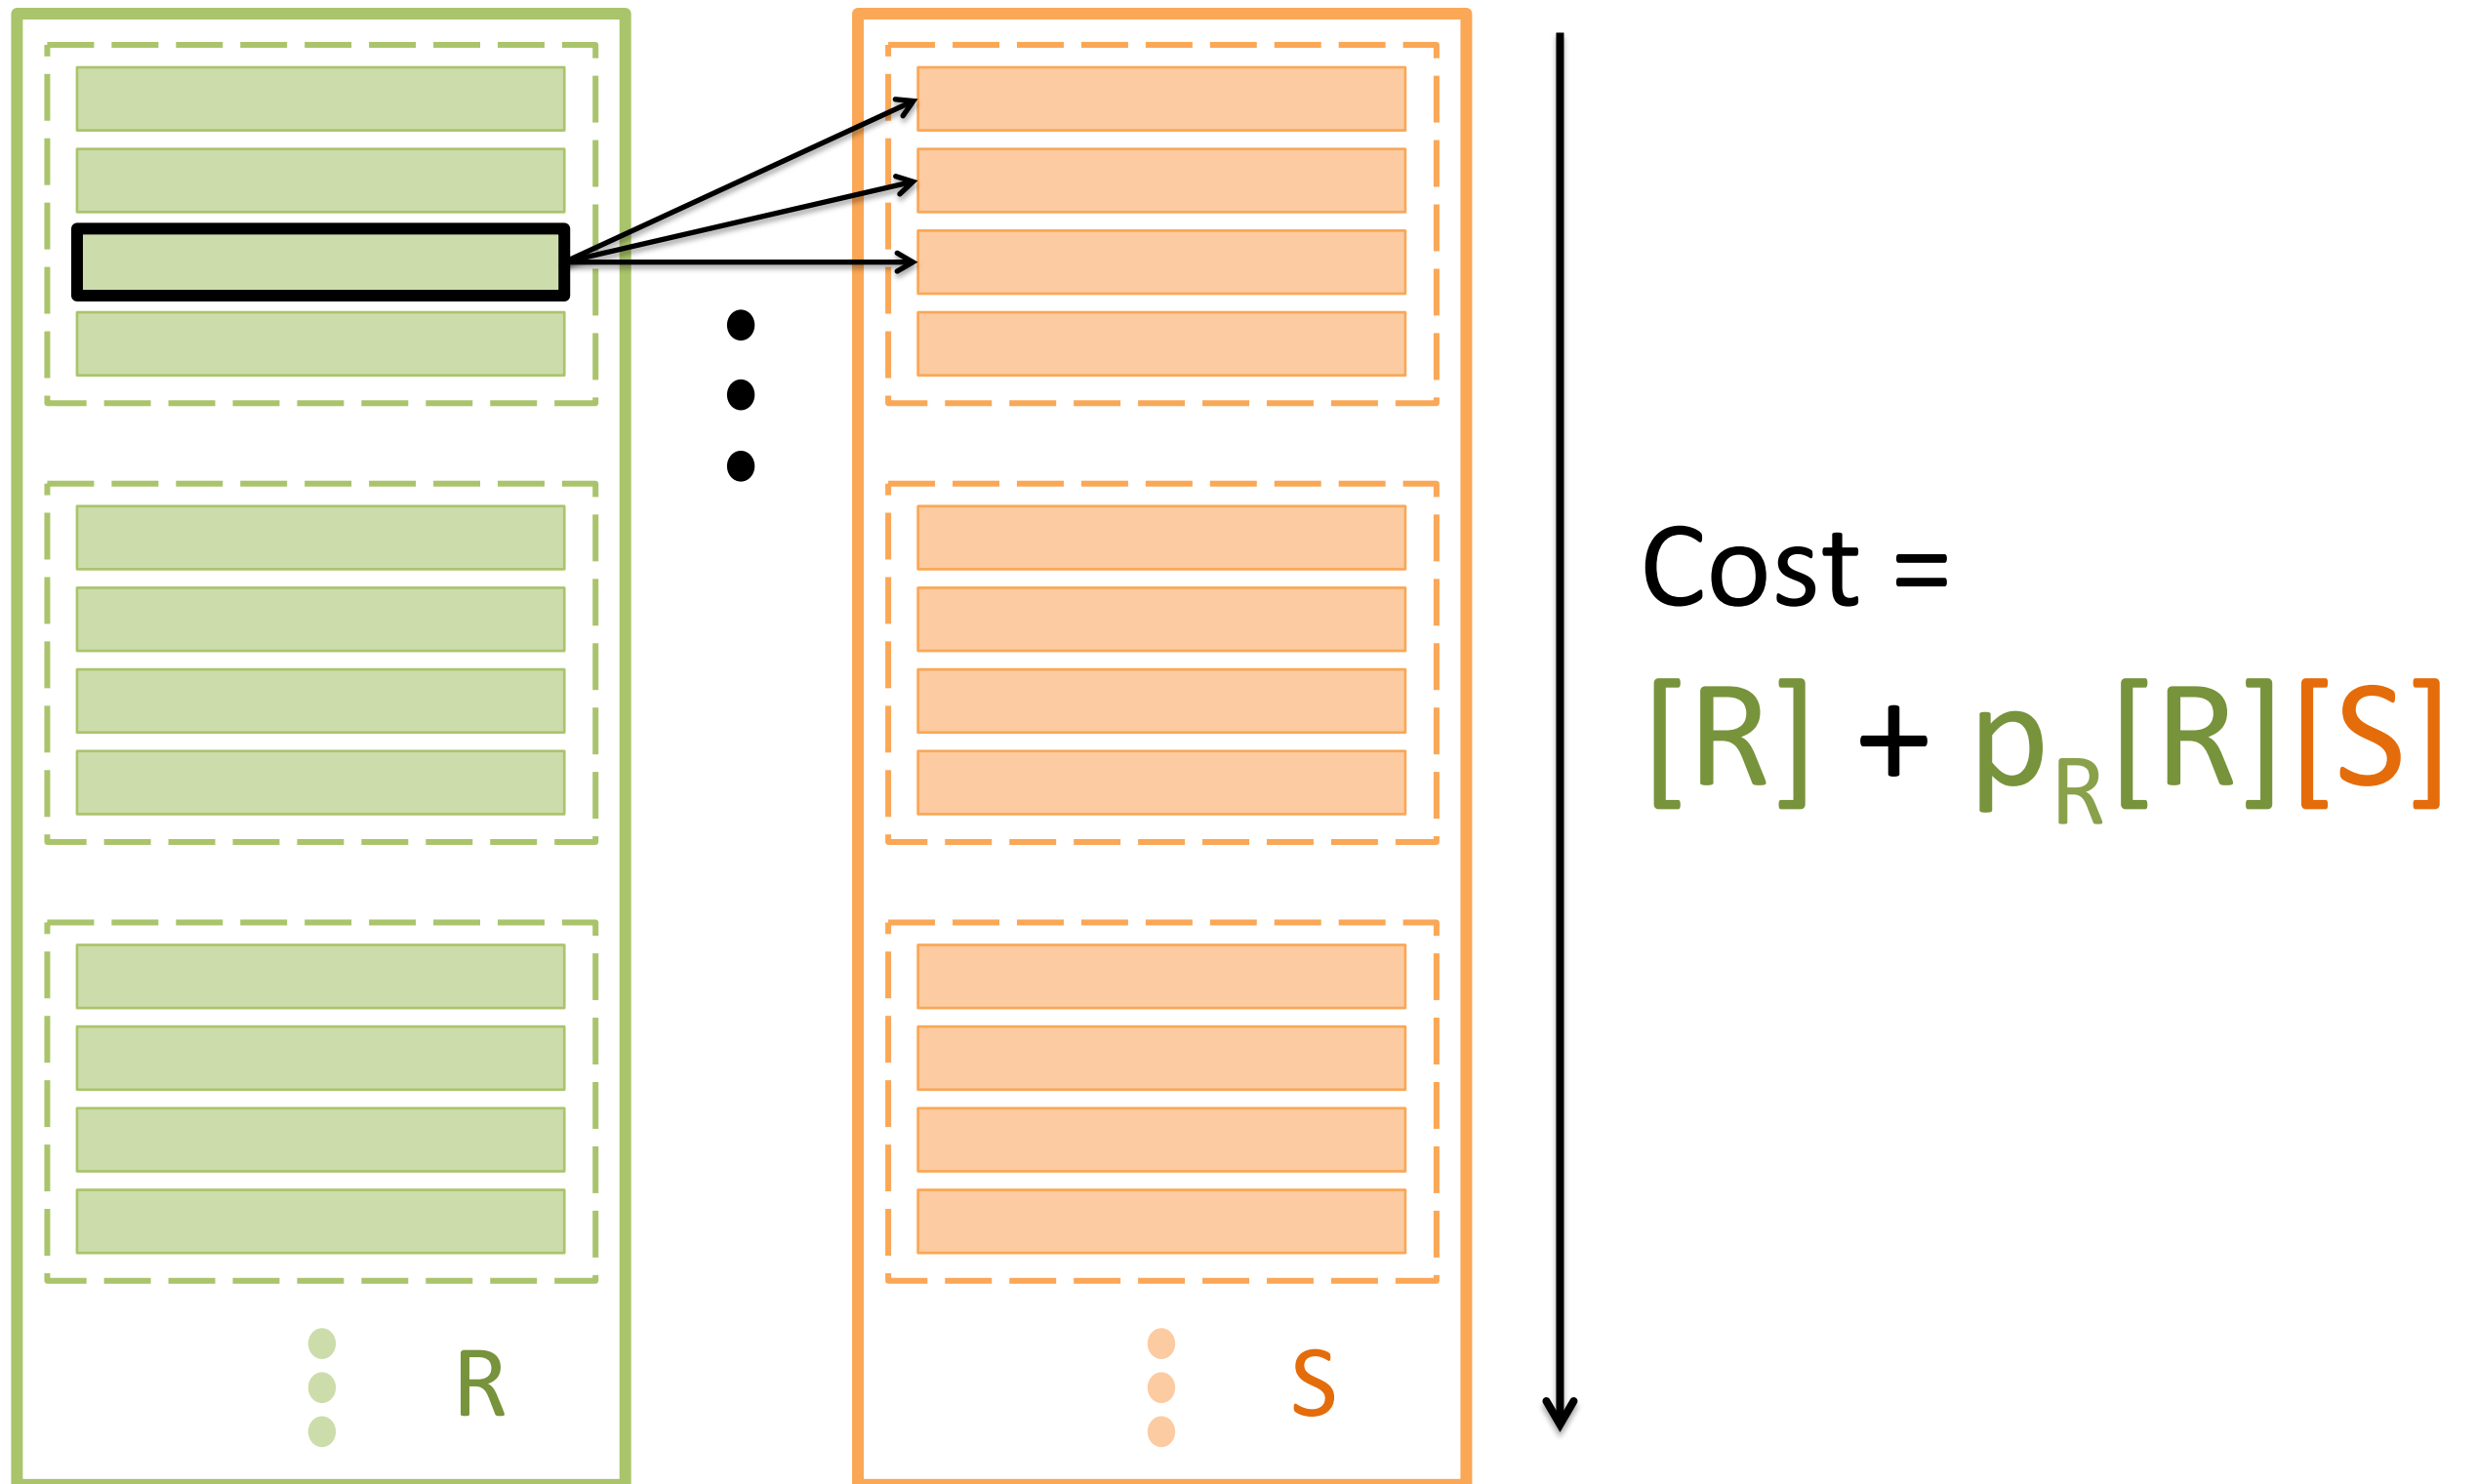 Cost =
[R] + pR[R][S]
R
S